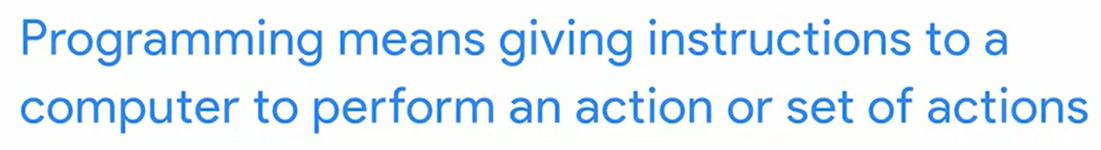 Programming means giving instructions to a
computer to perform an action or set of actions